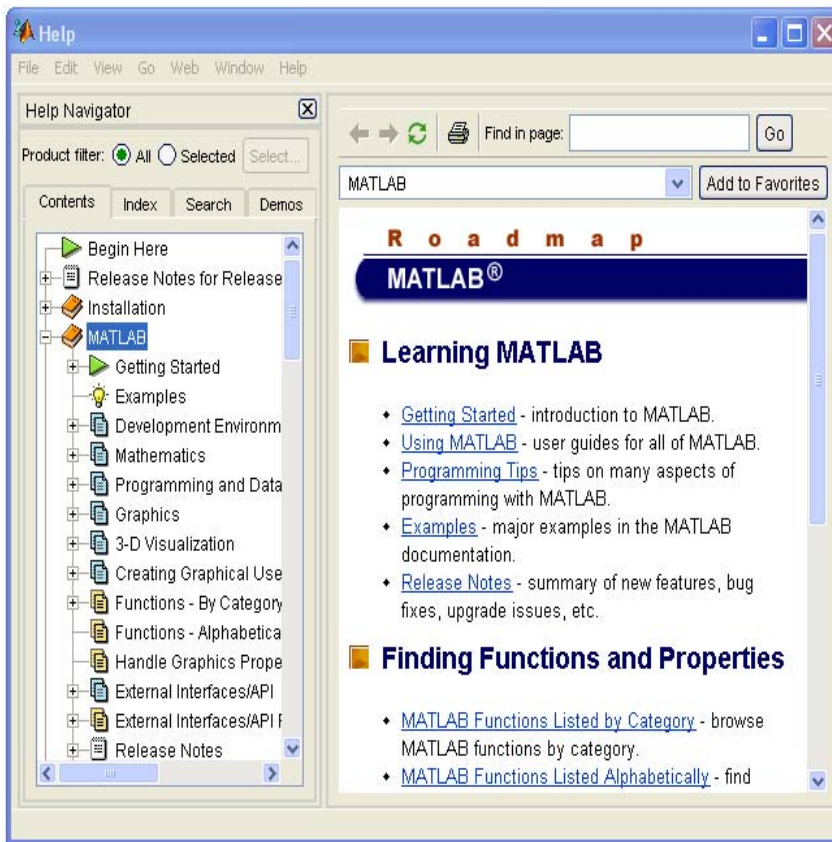 Help
File Edit View Go Web Window Help
Help Navigator
Product filter: All Selected Select...
Contents Index Search Demos
Begin Here
Release Notes for Release
Installation
MATLAB
Getting Started
Examples
Development Environm
Mathematics
Programming and Data
Graphics
3-D Visualization
Creating Graphical Use
Functions - By Category
Functions - Alphabetica
Handle Graphics Prope
External Interfaces/API
External Interfaces/API F
Release Notes
Find in page: Go
MATLAB Add to Favorites
Roadmap
MATLAB®
Learning MATLAB
Getting Started - introduction to MATLAB.
Using MATLAB - user guides for all of MATLAB.
Programming Tips - tips on many aspects of
programming with MATLAB.
Examples - major examples in the MATLAB
documentation.
Release Notes - summary of new features, bug
fixes, upgrade issues, etc.
Finding Functions and Properties
MATLAB Functions Listed by Category - browse
MATLAB functions by category.
MATLAB Functions Listed Alphabetically - find